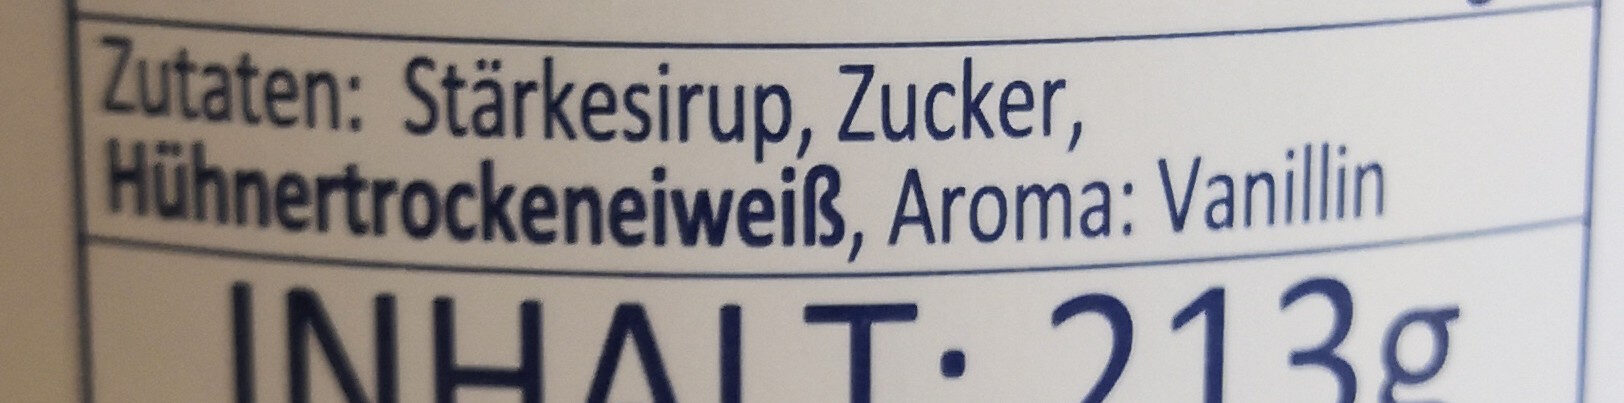 Zutaten: Stärkesirup, Zucker,
Hühnertrockeneiweiß, Aroma: Vanillin
INHALT: 213g